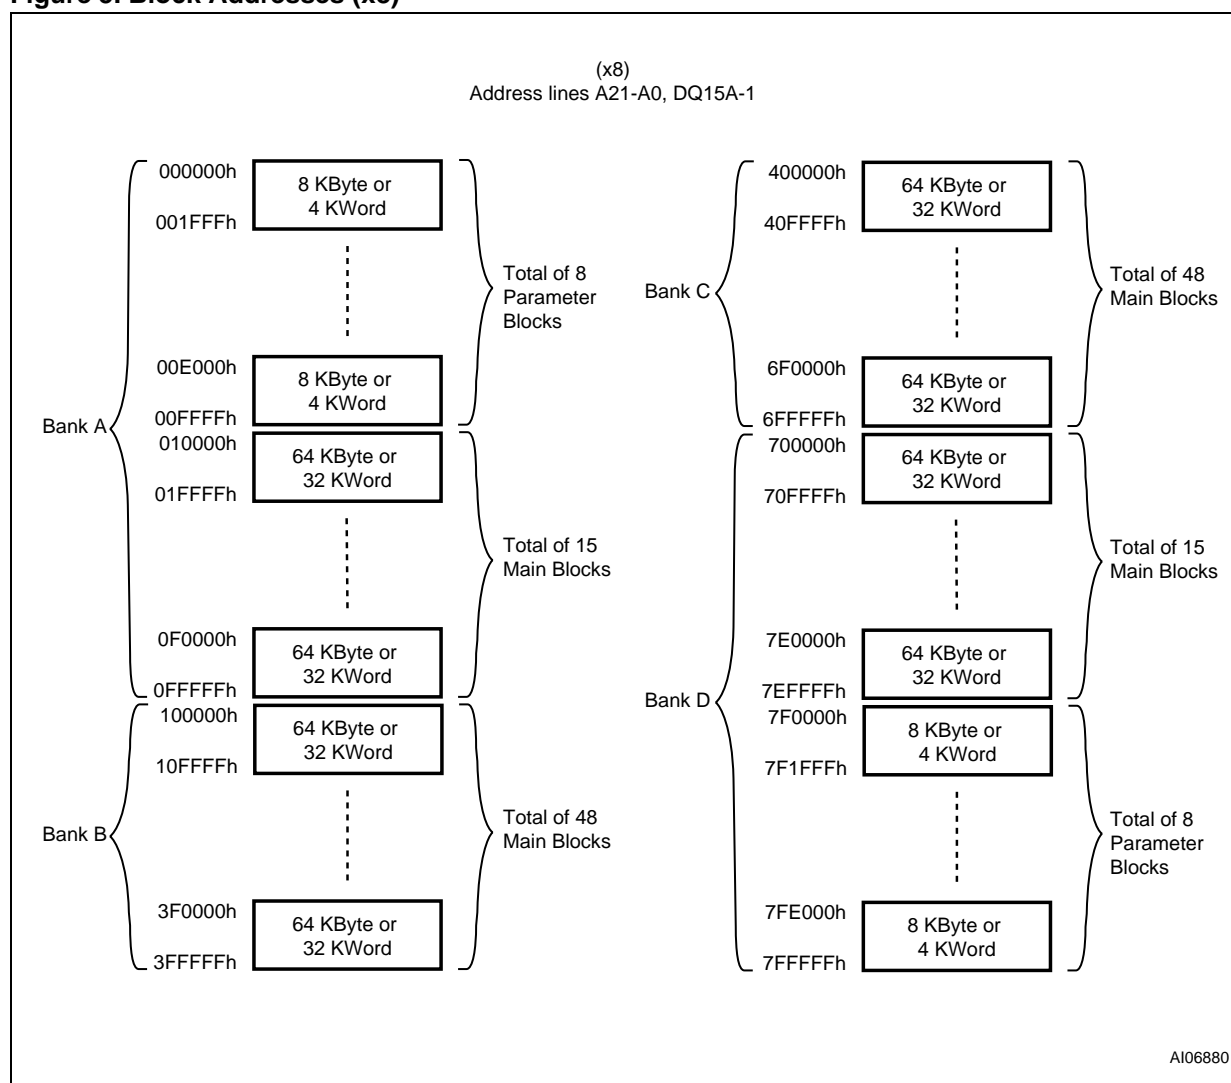 Block Addresses
(x8)
Address lines A21-A0, DQ15A-1
Bank A
000000h
001FFFh
8 KByte or
4 KWord
00E000h
00FFFFh
8 KByte or
4 KWord
Total of 8
Parameter
Blocks
010000h
01FFFFh
64 KByte or
32 KWord
0F0000h
0FFFFFh
64 KByte or
32 KWord
Total of 15
Main Blocks
Bank B
100000h
10FFFFh
64 KByte or
32 KWord
3F0000h
3FFFFFh
64 KByte or
32 KWord
Total of 48
Main Blocks
Bank C
400000h
40FFFFh
64 KByte or
32 KWord
6F0000h
6FFFFFh
64 KByte or
32 KWord
Total of 48
Main Blocks
Bank D
700000h
70FFFFh
64 KByte or
32 KWord
7E0000h
7EFFFFh
64 KByte or
32 KWord
Total of 15
Main Blocks
7F0000h
7F1FFFh
8 KByte or
4 KWord
7FE000h
7FFFFFh
8 KByte or
4 KWord
Total of 8
Parameter
Blocks
AI06880